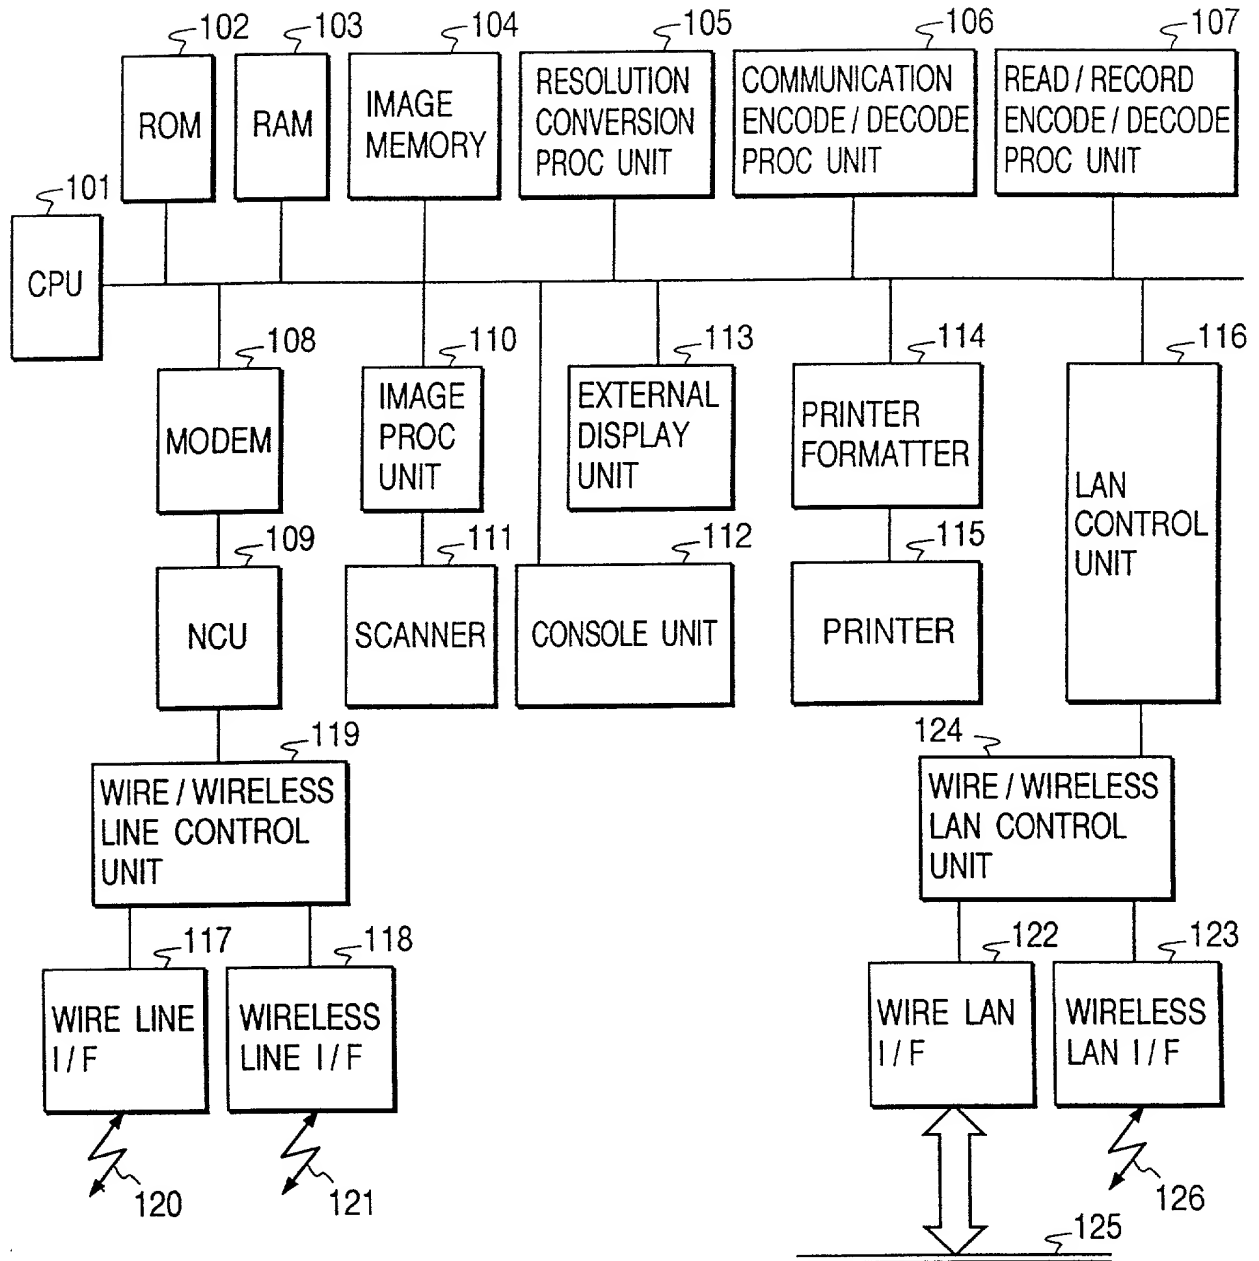 102
103
104
105
106
107
ROM
RAM
IMAGE
MEMORY
RESOLUTION
CONVERSION
PROC UNIT
COMMUNICATION
ENCODE / DECODE
PROC UNIT
READ / RECORD
ENCODE / DECODE
PROC UNIT
101
CPU
108
110
113
114
116
MODEM
IMAGE
PROC
UNIT
EXTERNAL
DISPLAY
UNIT
PRINTER
FORMATTER
LAN
CONTROL
UNIT
109
111
112
115
NCU
SCANNER
CONSOLE UNIT
PRINTER
119
124
WIRE / WIRELESS
LINE CONTROL
UNIT
WIRE / WIRELESS
LAN CONTROL
UNIT
117
118
122
123
WIRE LINE
I / F
WIRELESS
LINE I / F
WIRE LAN
I / F
WIRELESS
LAN I / F
120
121
126
125